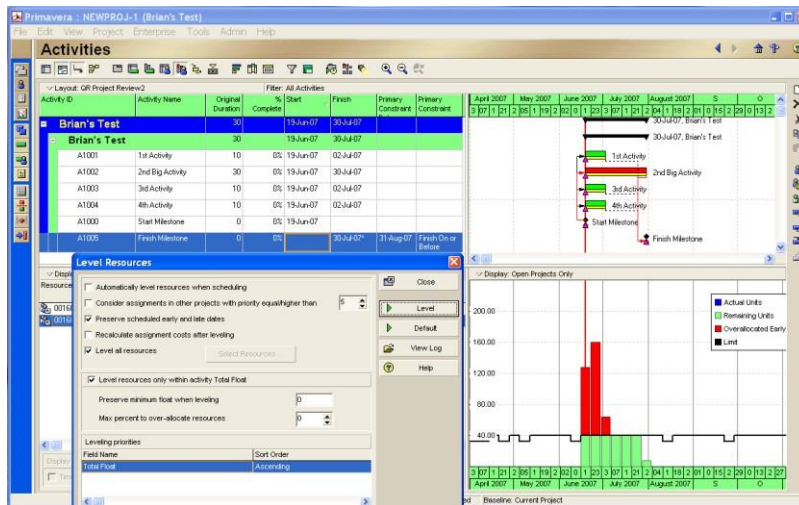 Primavera : NEWPROJ-1 (Brian's Test)
File Edit View Project Enterprise Tools Admin Help
Activities
Layout: QR Project Review2 Filter: All Activities
Activity ID Activity Name Original Duration % Complete Start Finish Primary Constraint Primary Constraint
Brian's Test 30 19-Jun-07 30-Jul-07
Brian's Test 30 19-Jun-07 30-Jul-07
A1001 1st Activity 10 0% 19-Jun-07 02-Jul-07
A1002 2nd Big Activity 30 0% 19-Jun-07 30-Jul-07
A1003 3rd Activity 10 0% 19-Jun-07 02-Jul-07
A1004 4th Activity 10 0% 19-Jun-07 02-Jul-07
A1000 Start Milestone 0 0% 19-Jun-07
A1005 Finish Milestone 0 0% 30-Jul-07* 31-Aug-07 Finish On or Before
April 2007 May 2007 June 2007 July 2007 August 2007 S O
30-Jul-07, Brian's Test
30-Jul-07, Brian's Test
1st Activity
2nd Big Activity
3rd Activity
4th Activity
Start Milestone
Finish Milestone
Level Resources
Automatically level resources when scheduling
Consider assignments in other projects with priority equal/higher than 5
Preserve scheduled early and late dates
Recalculate assignment costs after leveling
Level all resources Select Resources...
Level resources only within activity Total Float
Preserve minimum float when leveling 0
Max percent to over-allocate resources 0
Leveling priorities
Field Name Sort Order
Total Float Ascending
Close
Level
Default
View Log
Help
Display: Open Projects Only
Actual Units
Remaining Units
Overallocated Early
Limit
200.00
160.00
120.00
80.00
40.00
April 2007 May 2007 June 2007 July 2007 August 2007 S O
Baseline: Current Project